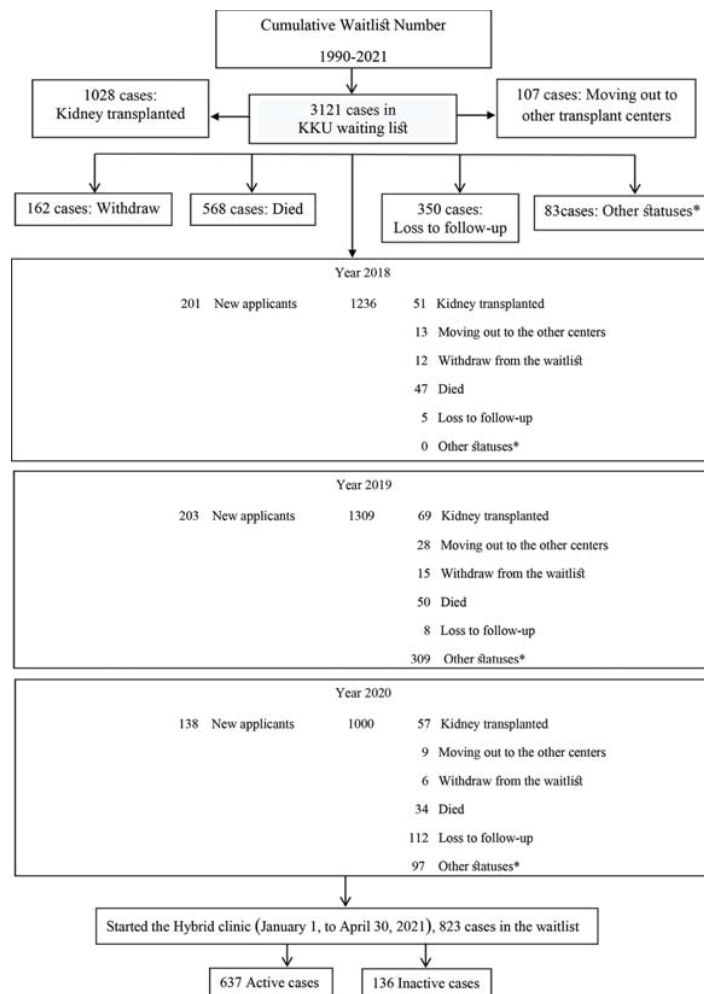 Cumulative Waitlist Number
1990-2021
1028 cases:
Kidney transplanted
3121 cases in
KKU waiting list
107 cases: Moving out to
other transplant centers
162 cases: Withdraw
568 cases: Died
350 cases:
Loss to follow-up
83cases: Other statuses*
Year 2018
201 New applicants 1236 51 Kidney transplanted
13 Moving out to the other centers
12 Withdraw from the waitlist
47 Died
5 Loss to follow-up
0 Other statuses*
Year 2019
203 New applicants 1309 69 Kidney transplanted
28 Moving out to the other centers
15 Withdraw from the waitlist
50 Died
8 Loss to follow-up
309 Other statuses*
Year 2020
138 New applicants 1000 57 Kidney transplanted
9 Moving out to the other centers
6 Withdraw from the waitlist
34 Died
112 Loss to follow-up
97 Other statuses*
Started the Hybrid clinic (January 1, to April 30, 2021), 823 cases in the waitlist
637 Active cases
136 Inactive cases